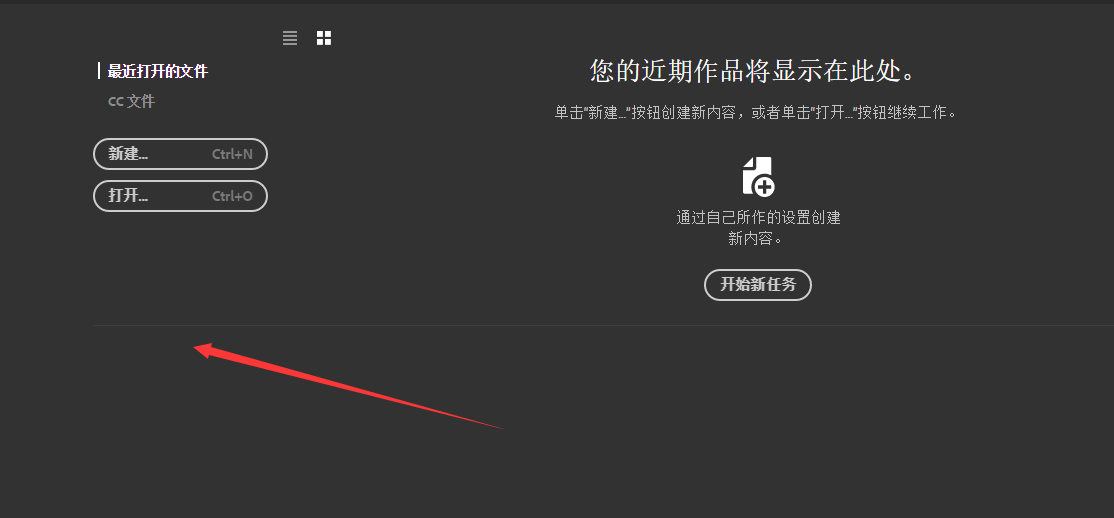 最近打开的文件
CC 文件
新建... Ctrl+N
打开... Ctrl+O
您的近期作品将显示在此处。
单击"新建..."按钮创建新内容，或者单击"打开..."按钮继续工作。
通过自己所作的设置创建
新内容。
开始新任务